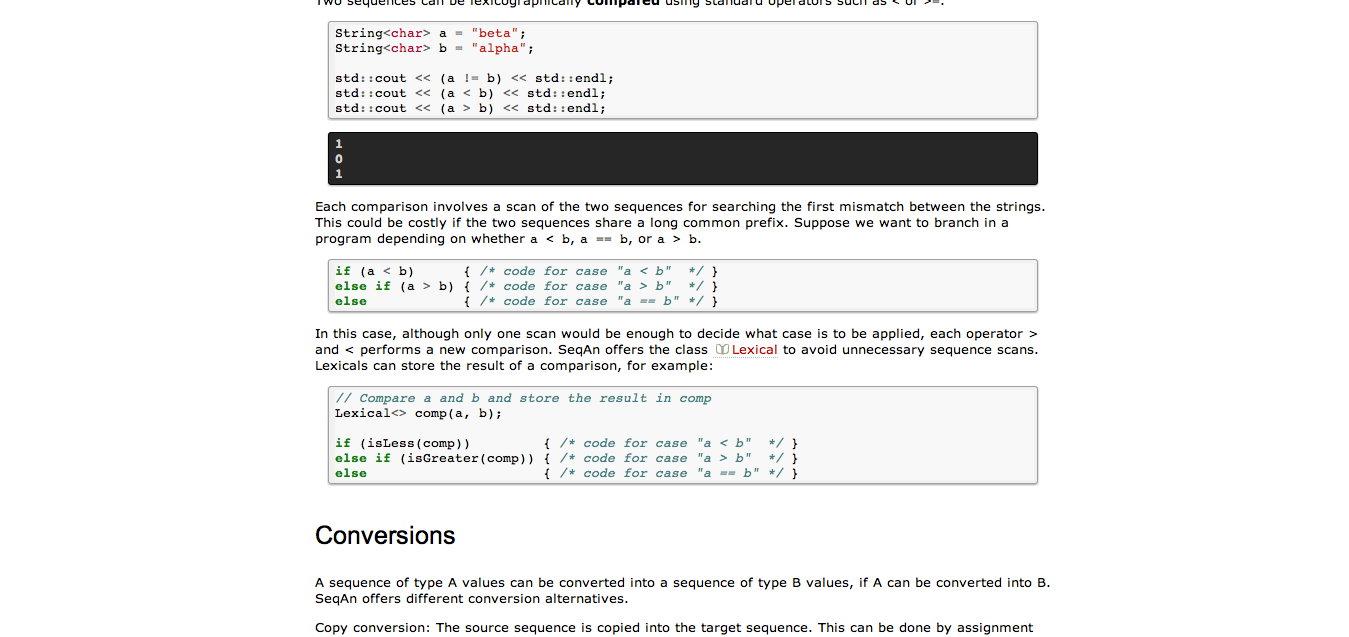 Two sequences can be lexicographically compared using standard operators such as < or >=.
String<char> a = "beta";
String<char> b = "alpha";
std::cout << (a != b) << std::endl;
std::cout << (a < b) << std::endl;
std::cout << (a > b) << std::endl;
1
0
1
Each comparison involves a scan of the two sequences for searching the first mismatch between the strings.
This could be costly if the two sequences share a long common prefix. Suppose we want to branch in a
program depending on whether a < b, a == b, or a > b.
if (a < b)      { /* code for case "a < b"  */ }
else if (a > b) { /* code for case "a > b"  */ }
else            { /* code for case "a == b" */ }
In this case, although only one scan would be enough to decide what case is to be applied, each operator >
and < performs a new comparison. SeqAn offers the class Lexical to avoid unnecessary sequence scans.
Lexicals can store the result of a comparison, for example:
// Compare a and b and store the result in comp
Lexical<> comp(a, b);
if (isLess(comp))         { /* code for case "a < b"  */ }
else if (isGreater(comp)) { /* code for case "a > b"  */ }
else                      { /* code for case "a == b" */ }
Conversions
A sequence of type A values can be converted into a sequence of type B values, if A can be converted into B.
SeqAn offers different conversion alternatives.
Copy conversion: The source sequence is copied into the target sequence. This can be done by assignment